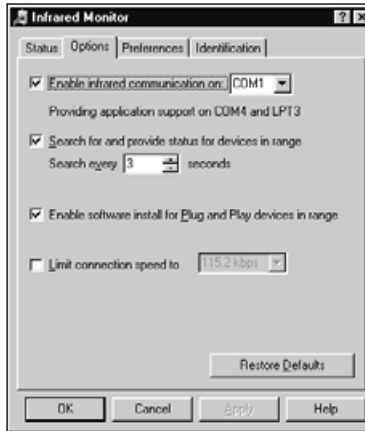 Infrared Monitor
Status Options Preferences Identification
Enable infrared communication on: COM1
Providing application support on COM4 and LPT3
Search for and provide status for devices in range
Search every 3 seconds
Enable software install for Plug and Play devices in range
Limit connection speed to 115.2 kbps
Restore Defaults
OK Cancel Apply Help